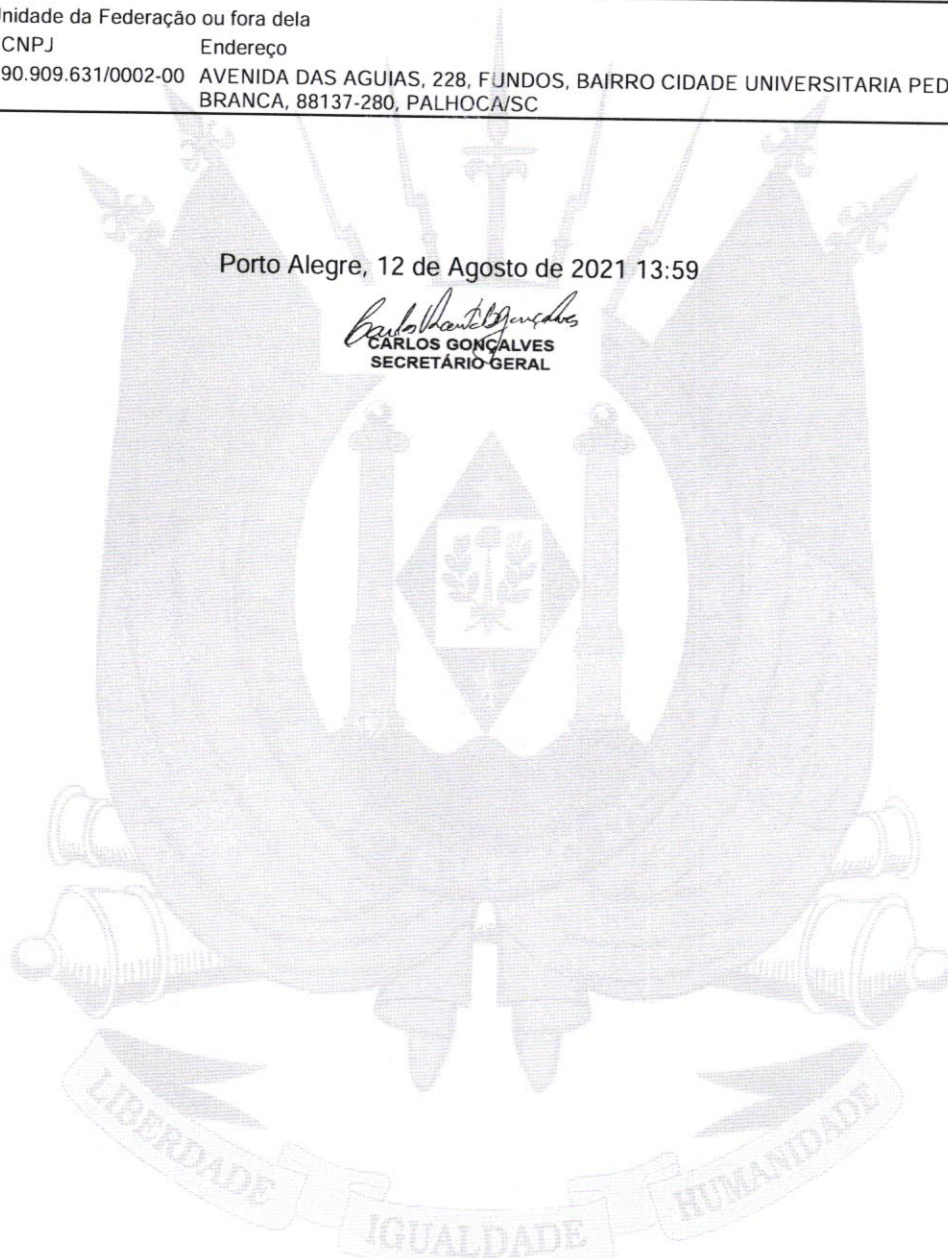 Unidade da Federação ou fora dela
CNPJ Endereço
90.909.631/0002-00 AVENIDA DAS AGUIAS, 228, FUNDOS, BAIRRO CIDADE UNIVERSITARIA PED
BRANCA, 88137-280, PALHOCA/SC
Porto Alegre, 12 de Agosto de 2021 13:59
CARLOS GONÇALVES
SECRETÁRIO GERAL
LIBERDADE
IGUALDADE
HUMANIDADE